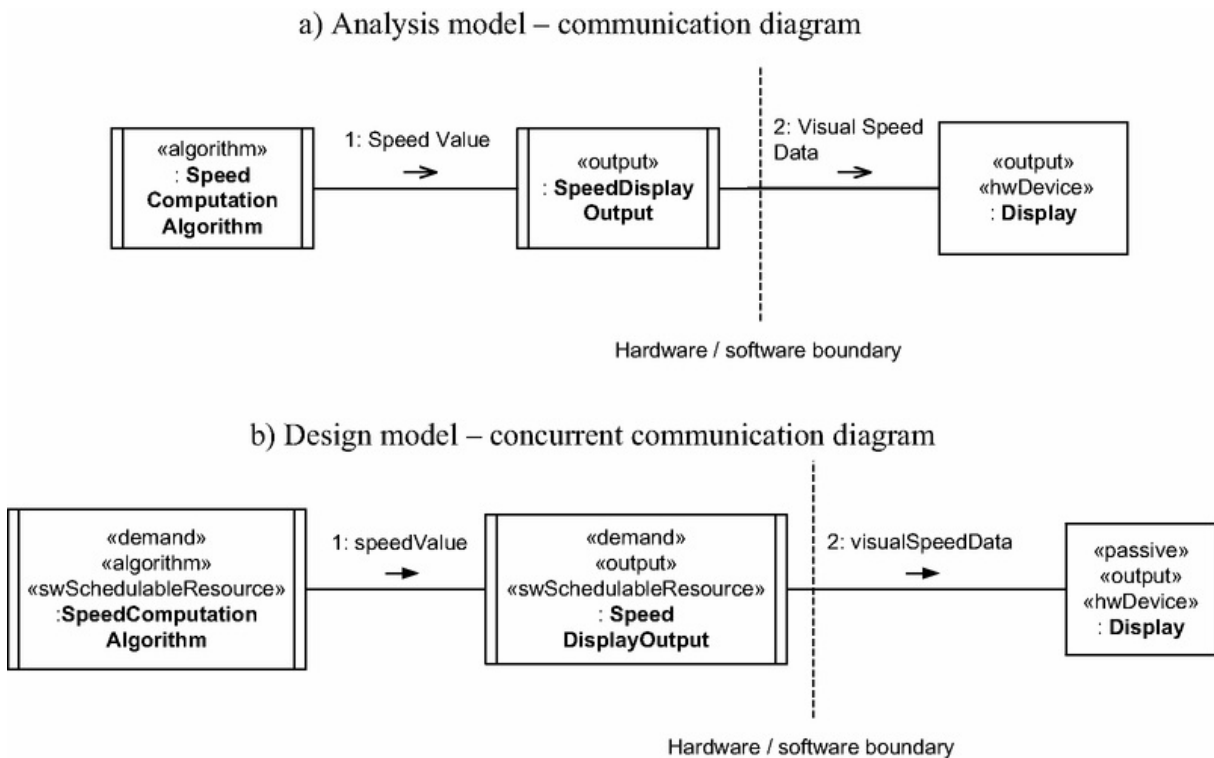 a) Analysis model – communication diagram
«algorithm»
: Speed
Computation
Algorithm
1: Speed Value
«output»
: SpeedDisplay
Output
2: Visual Speed
Data
«output»
«hwDevice»
: Display
Hardware / software boundary
b) Design model – concurrent communication diagram
«demand»
«algorithm»
«swSchedulableResource»
:SpeedComputation
Algorithm
1: speedValue
«demand»
«output»
«swSchedulableResource»
: Speed
DisplayOutput
2: visualSpeedData
«passive»
«output»
«hwDevice»
: Display
Hardware / software boundary